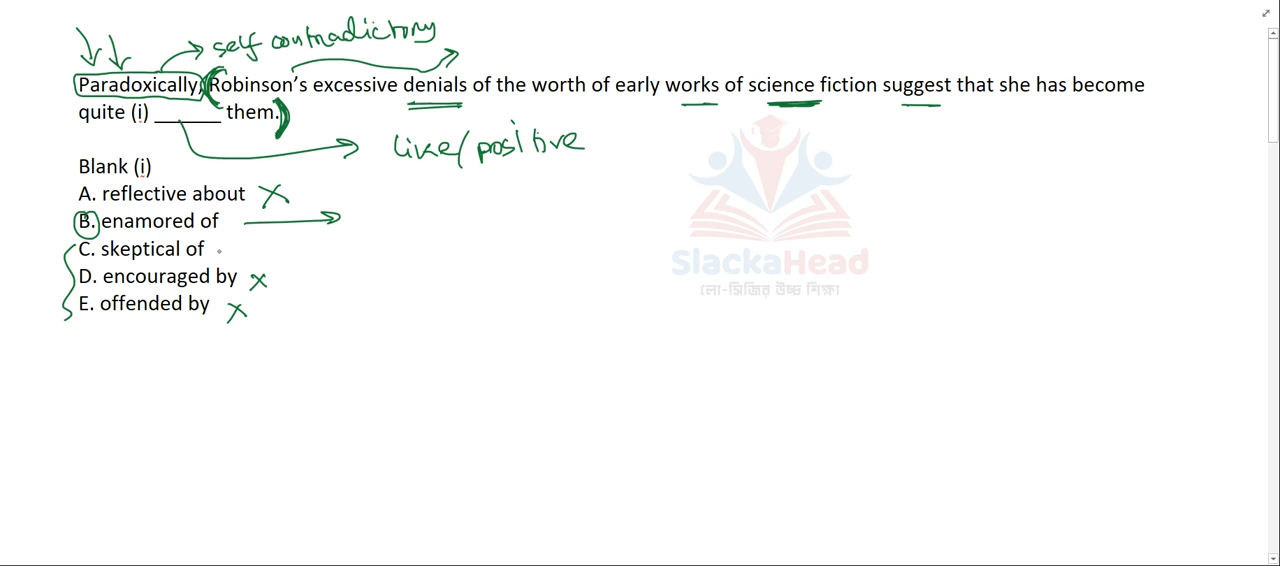 self contradictory
Paradoxically, Robinson's excessive denials of the worth of early works of science fiction suggest that she has become
quite (i) _______ them.
like/positive
Blank (i)
A. reflective about
B. enamored of
C. skeptical of
D. encouraged by
E. offended by
SlackaHead
লো-সিজির উচ্চ শিক্ষা